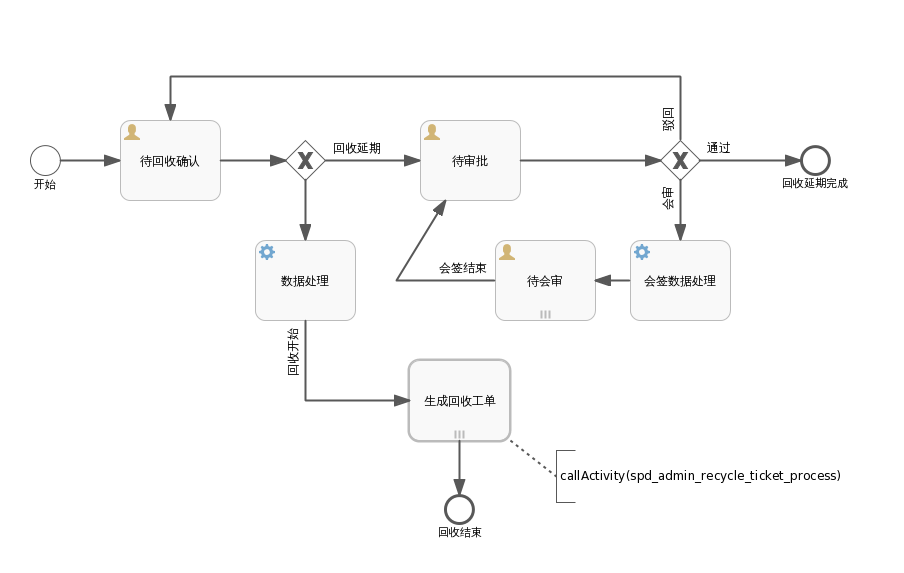 驳回
回收延期
通过
待回收确认
待审批
开始
回收延期完成
会审
会签结束
数据处理
待会审
会签数据处理
回收开始
生成回收工单
callActivity(spd_admin_recycle_ticket_process)
回收结束